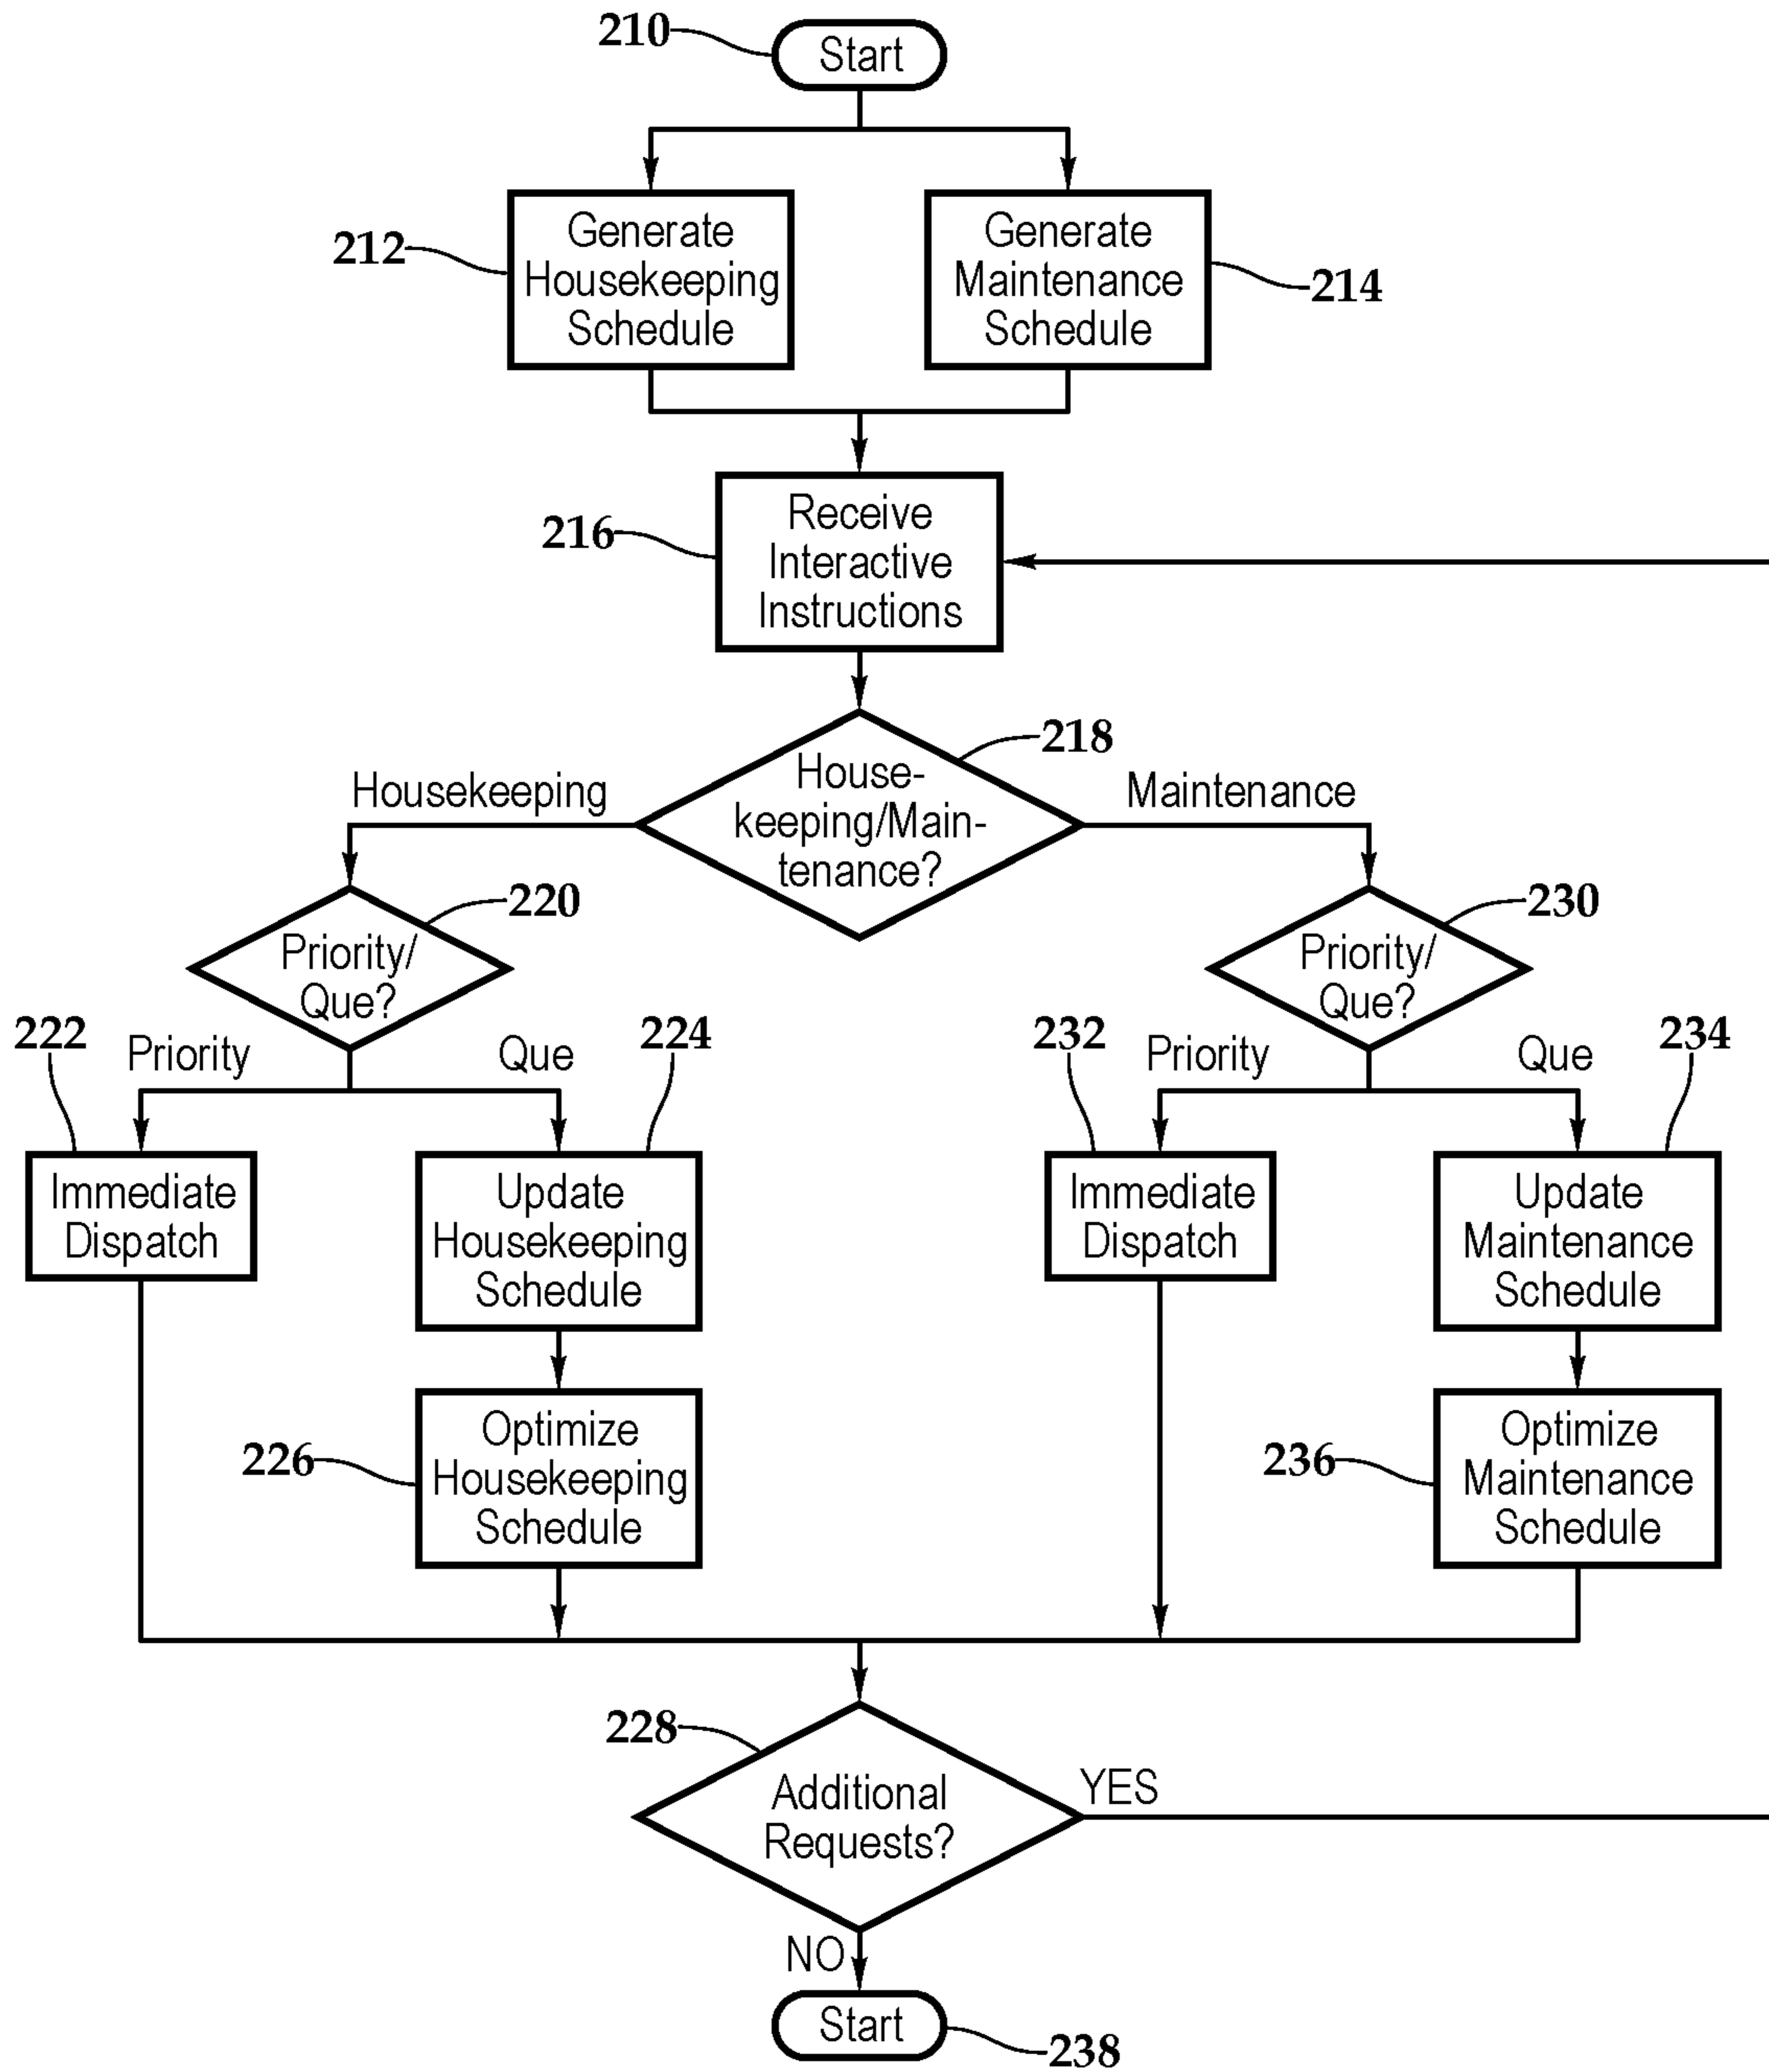 210
Start
Generate
Housekeeping
Schedule
212
Generate
Maintenance
Schedule
214
Receive
Interactive
Instructions
216
218
House-
keeping/Main-
tenance?
Housekeeping
Maintenance
220
Priority/
Que?
230
Priority/
Que?
222
Priority
Que
224
232
Priority
Que
234
Immediate
Dispatch
Update
Housekeeping
Schedule
Immediate
Dispatch
Update
Maintenance
Schedule
226
Optimize
Housekeeping
Schedule
236
Optimize
Maintenance
Schedule
228
Additional
Requests?
YES
NO
Start
238